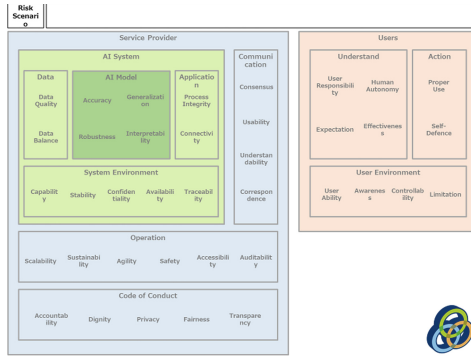 Risk
Scenari
o
Service Provider
AI System
Data
Data
Quality
Data
Balance
AI Model
Accuracy
Generalizati
on
Robustness
Interpretabi
lity
Applicatio
n
Process
Integrity
Connectivi
ty
System Environment
Capabilit
y
Stability
Confiden
tiality
Availabili
ty
Traceabil
ity
Communi
cation
Consensus
Usability
Understan
dability
Correspon
dence
Operation
Scalability
Sustainabi
lity
Agility
Safety
Accessibili
ty
Auditabilit
y
Code of Conduct
Accountab
ility
Dignity
Privacy
Fairness
Transpare
ncy
Users
Understand
User
Responsibili
ty
Human
Autonomy
Expectation
Effectivenes
s
Action
Proper
Use
Self-
Defence
User Environment
User
Ability
Awarenes
s
Controllab
ility
Limitation